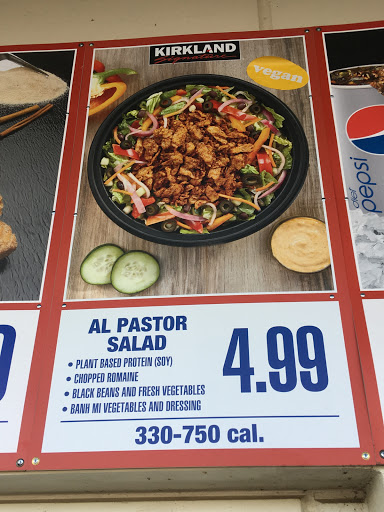 KIRKLAND
Signature
vegan
diet
pepsi
AL PASTOR
SALAD
4.99
• PLANT BASED PROTEIN (SOY)
• CHOPPED ROMAINE
• BLACK BEANS AND FRESH VEGETABLES
• BANH MI VEGETABLES AND DRESSING
330-750 cal.